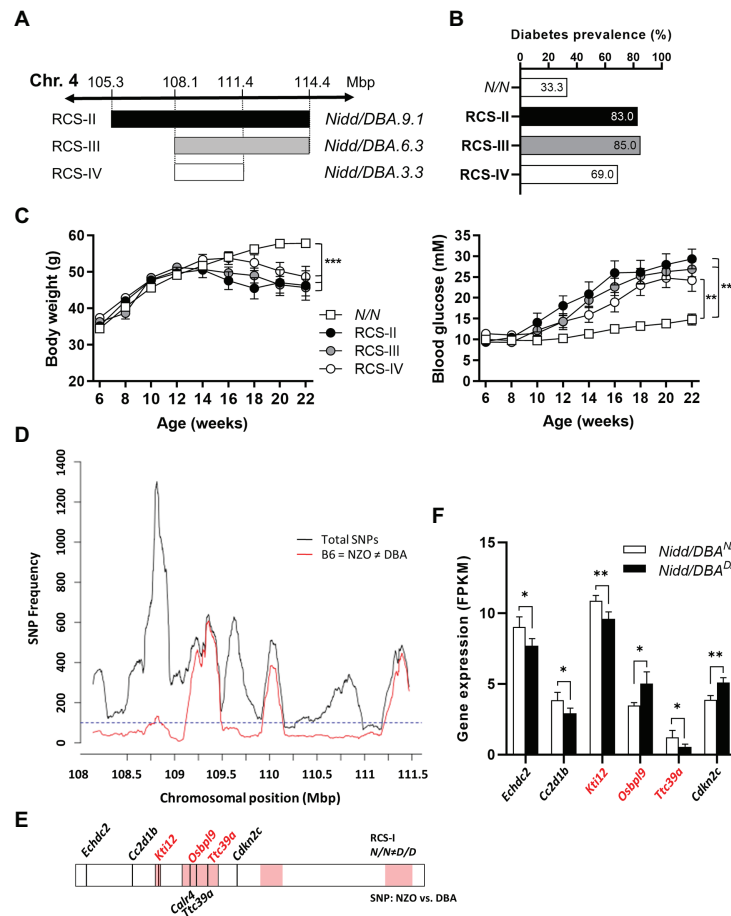 A
Chr. 4
105.3 108.1 111.4 114.4 Mbp
RCS-II Nidd/DBA.9.1
RCS-III Nidd/DBA.6.3
RCS-IV Nidd/DBA.3.3
B
Diabetes prevalence (%)
0 20 40 60 80 100
N/N 33.3
RCS-II 83.0
RCS-III 85.0
RCS-IV 69.0
C
Body weight (g)
60
50
40
30
20
***
N/N
RCS-II
RCS-III
RCS-IV
6 8 10 12 14 16 18 20 22
Age (weeks)
Blood glucose (mM)
35
30
25
20
15
10
5
0
**
**
6 8 10 12 14 16 18 20 22
Age (weeks)
D
SNP Frequency
1400
1200
1000
800
600
400
200
100
0
Total SNPs
B6 = NZO ≠ DBA
108 108.5 109 109.5 110 110.5 111 111.5
Chromosomal position (Mbp)
E
Echdc2 Cc2d1b Kti12 Osbpl9 Ttc39a Cdkn2c
RCS-I
N/N≠D/D
Calr4
Ttc39a
SNP: NZO vs. DBA
F
Gene expression (FPKM)
15
10
5
0
Nidd/DBA
Nidd/DBA
* * ** * * **
Echdc2 Cc2d1b Kti12 Osbpl9 Ttc39a Cdkn2c